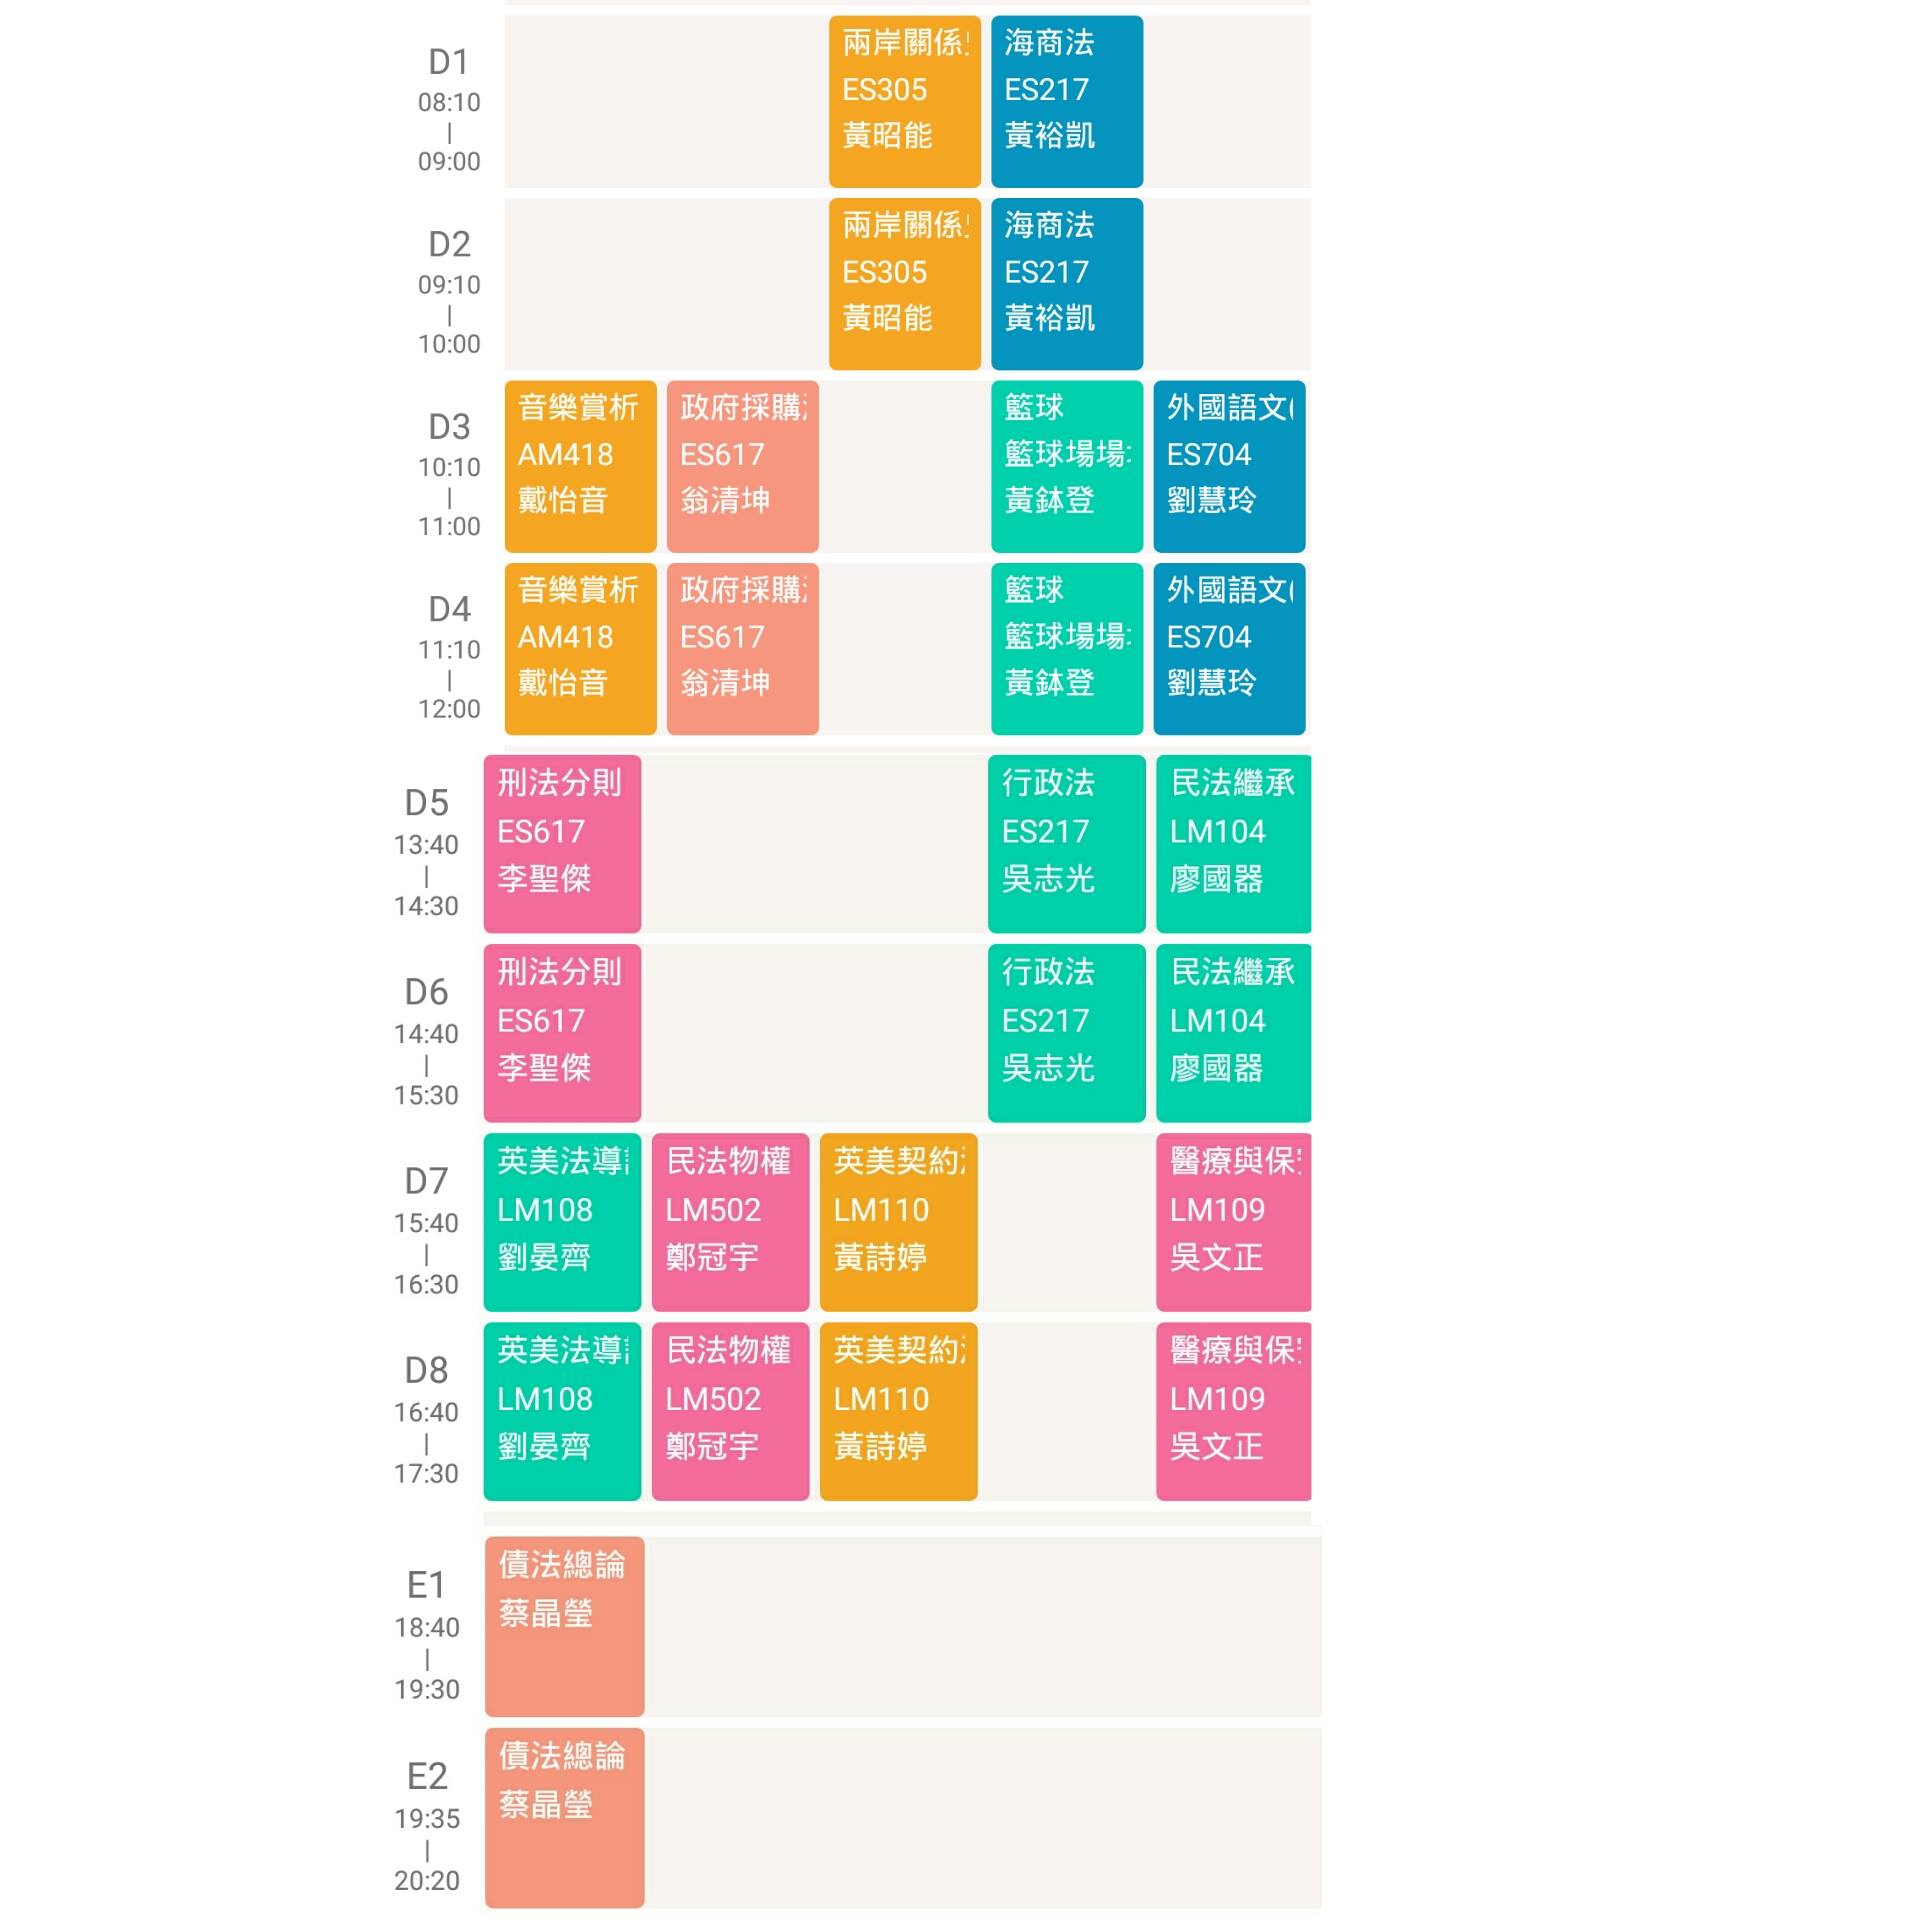 D1
08:10
|
09:00
兩岸關係
ES305
黃昭能
海商法
ES217
黃裕凱
D2
09:10
|
10:00
兩岸關係
ES305
黃昭能
海商法
ES217
黃裕凱
D3
10:10
|
11:00
音樂賞析
AM418
戴怡音
政府採購
ES617
翁清坤
籃球
籃球場場
黃鉢登
外國語文(
ES704
劉慧玲
D4
11:10
|
12:00
音樂賞析
AM418
戴怡音
政府採購
ES617
翁清坤
籃球
籃球場場
黃鉢登
外國語文(
ES704
劉慧玲
D5
13:40
|
14:30
刑法分則
ES617
李聖傑
行政法
ES217
吳志光
民法繼承
LM104
廖國器
D6
14:40
|
15:30
刑法分則
ES617
李聖傑
行政法
ES217
吳志光
民法繼承
LM104
廖國器
D7
15:40
|
16:30
英美法導
LM108
劉晏齊
民法物權
LM502
鄭冠宇
英美契約
LM110
黃詩婷
醫療與保
LM109
吳文正
D8
16:40
|
17:30
英美法導
LM108
劉晏齊
民法物權
LM502
鄭冠宇
英美契約
LM110
黃詩婷
醫療與保
LM109
吳文正
E1
18:40
|
19:30
債法總論
蔡晶瑩
E2
19:35
|
20:20
債法總論
蔡晶瑩